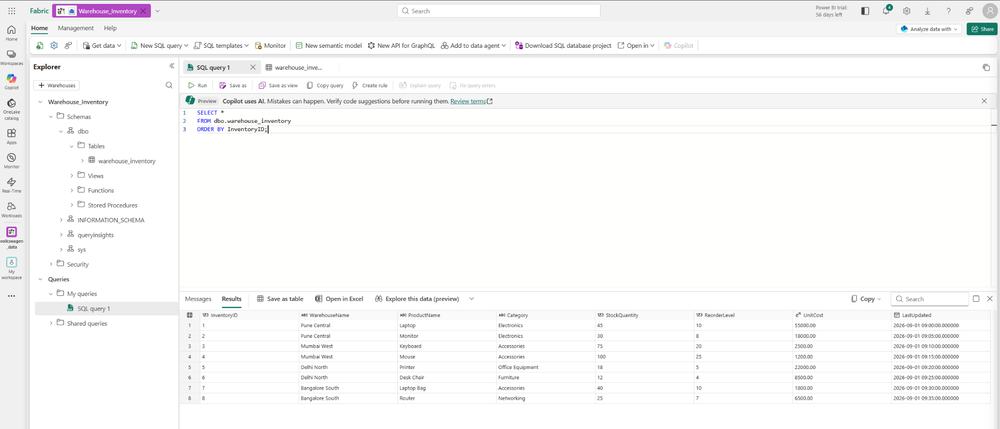 Fabric
Warehouse_Inventory
Search
Power BI trial:
56 days left
4
Home
Management
Help
Analyze data with
Share
Get data
New SQL query
SQL templates
Monitor
New semantic model
New API for GraphQL
Add to data agent
Download SQL database project
Open in
Copilot
Home
Workspaces
Copilot
OneLake
catalog
Apps
Monitor
Real-Time
Workloads
volkswagen
_data
My
workspace
Explorer
Warehouses
Warehouse_Inventory
Schemas
dbo
Tables
warehouse_inventory
Views
Functions
Stored Procedures
INFORMATION_SCHEMA
queryinsights
sys
Security
Queries
My queries
SQL query 1
Shared queries
SQL query 1
warehouse_inve...
Run
Save as
Save as view
Copy query
Create rule
Explain query
Fix query errors
Preview Copilot uses AI. Mistakes can happen. Verify code suggestions before running them. Review terms
1 SELECT *
2 FROM dbo.warehouse_inventory
3 ORDER BY InventoryID;
Messages
Results
Save as table
Open in Excel
Explore this data (preview)
Copy
Search
123 InventoryID ABC WarehouseName ABC ProductName ABC Category 123 StockQuantity 123 ReorderLevel UnitCost LastUpdated
1 1 Pune Central Laptop Electronics 45 10 55000.00 2026-09-01 09:00:00.000000
2 2 Pune Central Monitor Electronics 30 8 18000.00 2026-09-01 09:05:00.000000
3 3 Mumbai West Keyboard Accessories 75 20 2500.00 2026-09-01 09:10:00.000000
4 4 Mumbai West Mouse Accessories 100 25 1200.00 2026-09-01 09:15:00.000000
5 5 Delhi North Printer Office Equipment 18 5 22000.00 2026-09-01 09:20:00.000000
6 6 Delhi North Desk Chair Furniture 12 4 8500.00 2026-09-01 09:25:00.000000
7 7 Bangalore South Laptop Bag Accessories 40 10 1800.00 2026-09-01 09:30:00.000000
8 8 Bangalore South Router Networking 25 7 6500.00 2026-09-01 09:35:00.000000